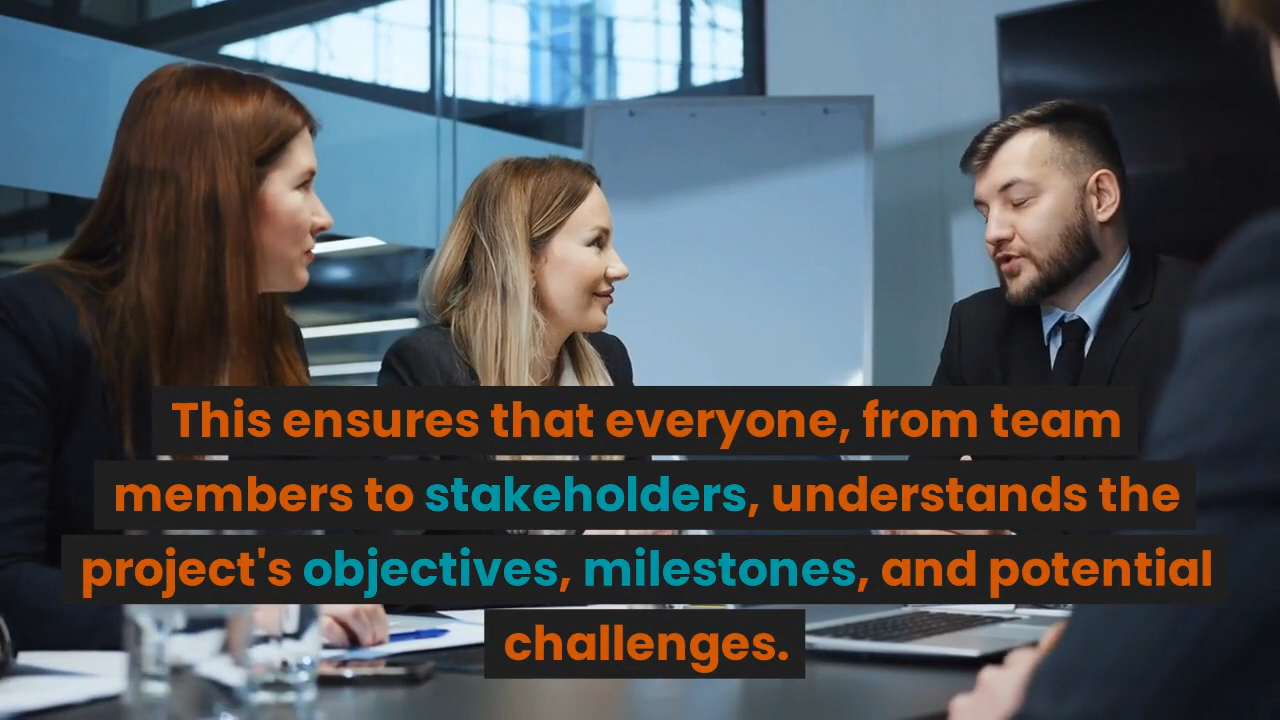 This ensures that everyone, from team
members to stakeholders, understands the
project's objectives, milestones, and potential
challenges.